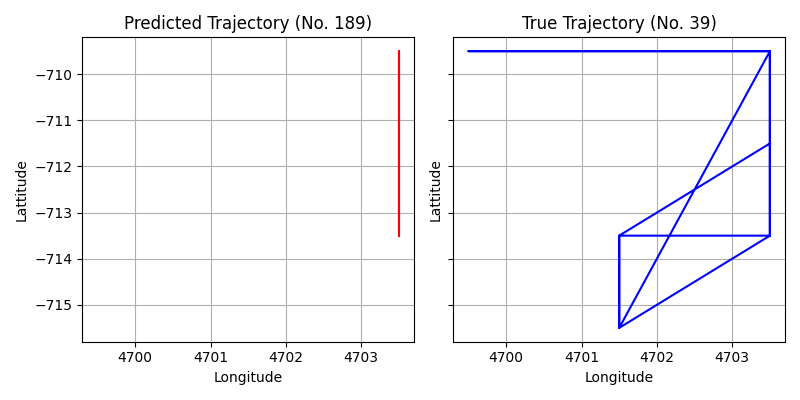 Predicted Trajectory (No. 189)
True Trajectory (No. 39)
−710
−711
−712
−713
−714
−715
Lattitude
Lattitude
4700
4701
4702
4703
4700
4701
4702
4703
Longitude
Longitude